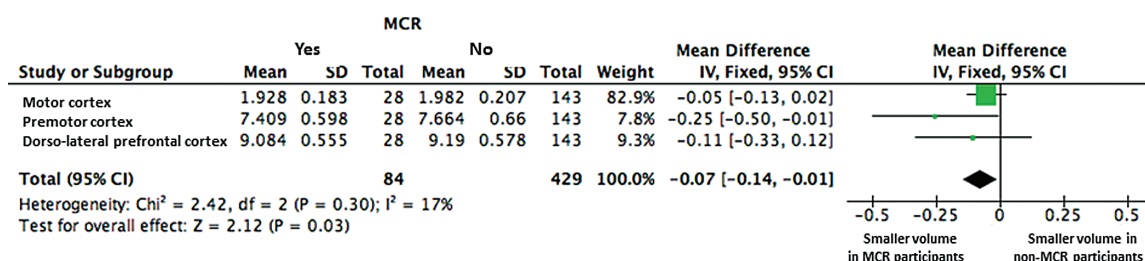 MCR
Yes No Mean Difference Mean Difference
Study or Subgroup Mean SD Total Mean SD Total Weight IV, Fixed, 95% CI IV, Fixed, 95% CI
Motor cortex 1.928 0.183 28 1.982 0.207 143 82.9% -0.05 [-0.13, 0.02]
Premotor cortex 7.409 0.598 28 7.664 0.66 143 7.8% -0.25 [-0.50, -0.01]
Dorso-lateral prefrontal cortex 9.084 0.555 28 9.19 0.578 143 9.3% -0.11 [-0.33, 0.12]
Total (95% CI) 84 429 100.0% -0.07 [-0.14, -0.01]
Heterogeneity: Chi² = 2.42, df = 2 (P = 0.30); I² = 17%
Test for overall effect: Z = 2.12 (P = 0.03)
-0.5 -0.25 0 0.25 0.5
Smaller volume Smaller volume in
in MCR participants non-MCR participants